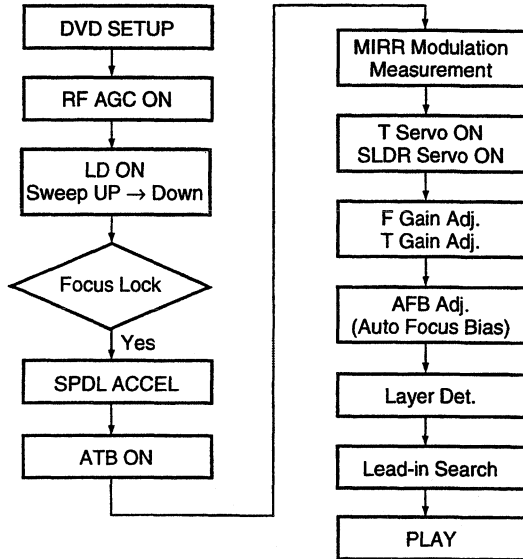 DVD SETUP
RF AGC ON
LD ON
Sweep UP → Down
Focus Lock
Yes
SPDL ACCEL
ATB ON
MIRR Modulation
Measurement
T Servo ON
SLDR Servo ON
F Gain Adj.
T Gain Adj.
AFB Adj.
(Auto Focus Bias)
Layer Det.
Lead-in Search
PLAY